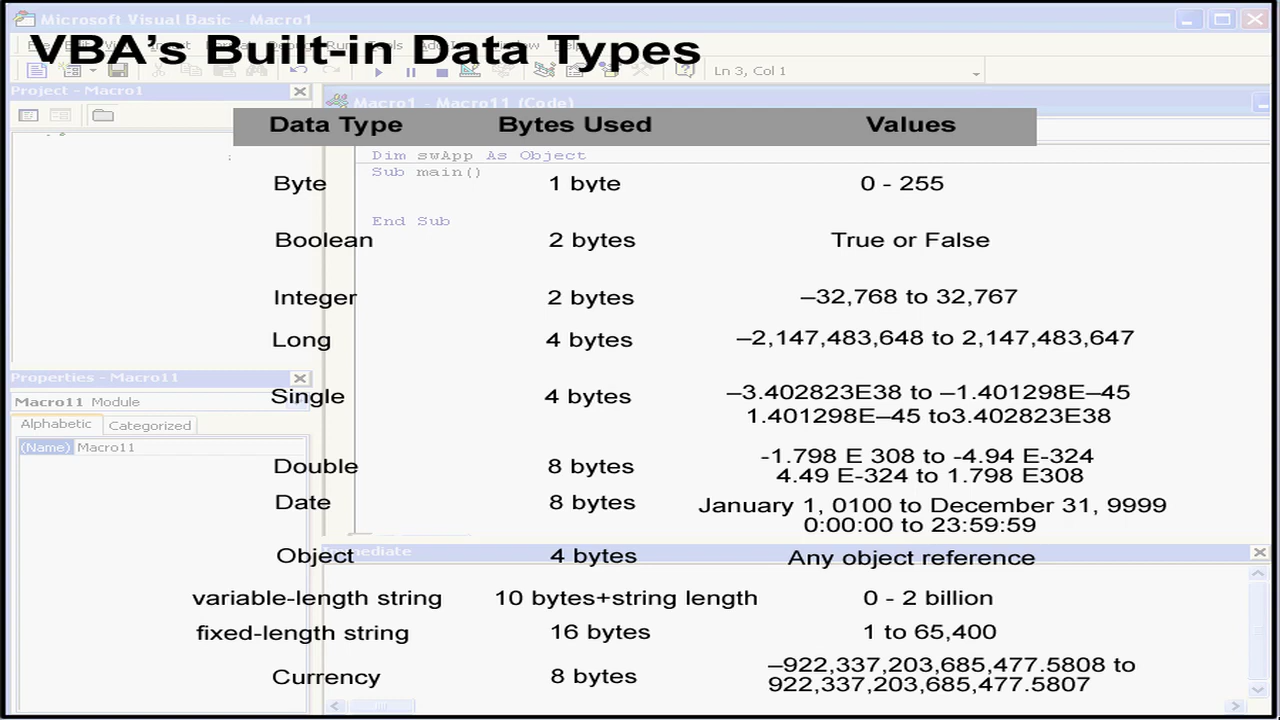 Microsoft Visual Basic - Macro1
VBA’s Built-in Data Types
Ln 3, Col 1
Project - Macro1
Macro1 - Macro11 (Code)
Data Type Bytes Used Values
Dim swApp As Object
Sub main()
Byte 1 byte 0 - 255
End Sub
Boolean 2 bytes True or False
Integer 2 bytes –32,768 to 32,767
Long 4 bytes –2,147,483,648 to 2,147,483,647
Properties - Macro11
Macro11 Module
Single 4 bytes –3.402823E38 to –1.401298E–45
1.401298E–45 to3.402823E38
Alphabetic Categorized
(Name) Macro11
Double 8 bytes -1.798 E 308 to -4.94 E-324
4.49 E-324 to 1.798 E308
Date 8 bytes January 1, 0100 to December 31, 9999
0:00:00 to 23:59:59
Immediate
Object 4 bytes Any object reference
variable-length string 10 bytes+string length 0 - 2 billion
fixed-length string 16 bytes 1 to 65,400
Currency 8 bytes –922,337,203,685,477.5808 to
922,337,203,685,477.5807